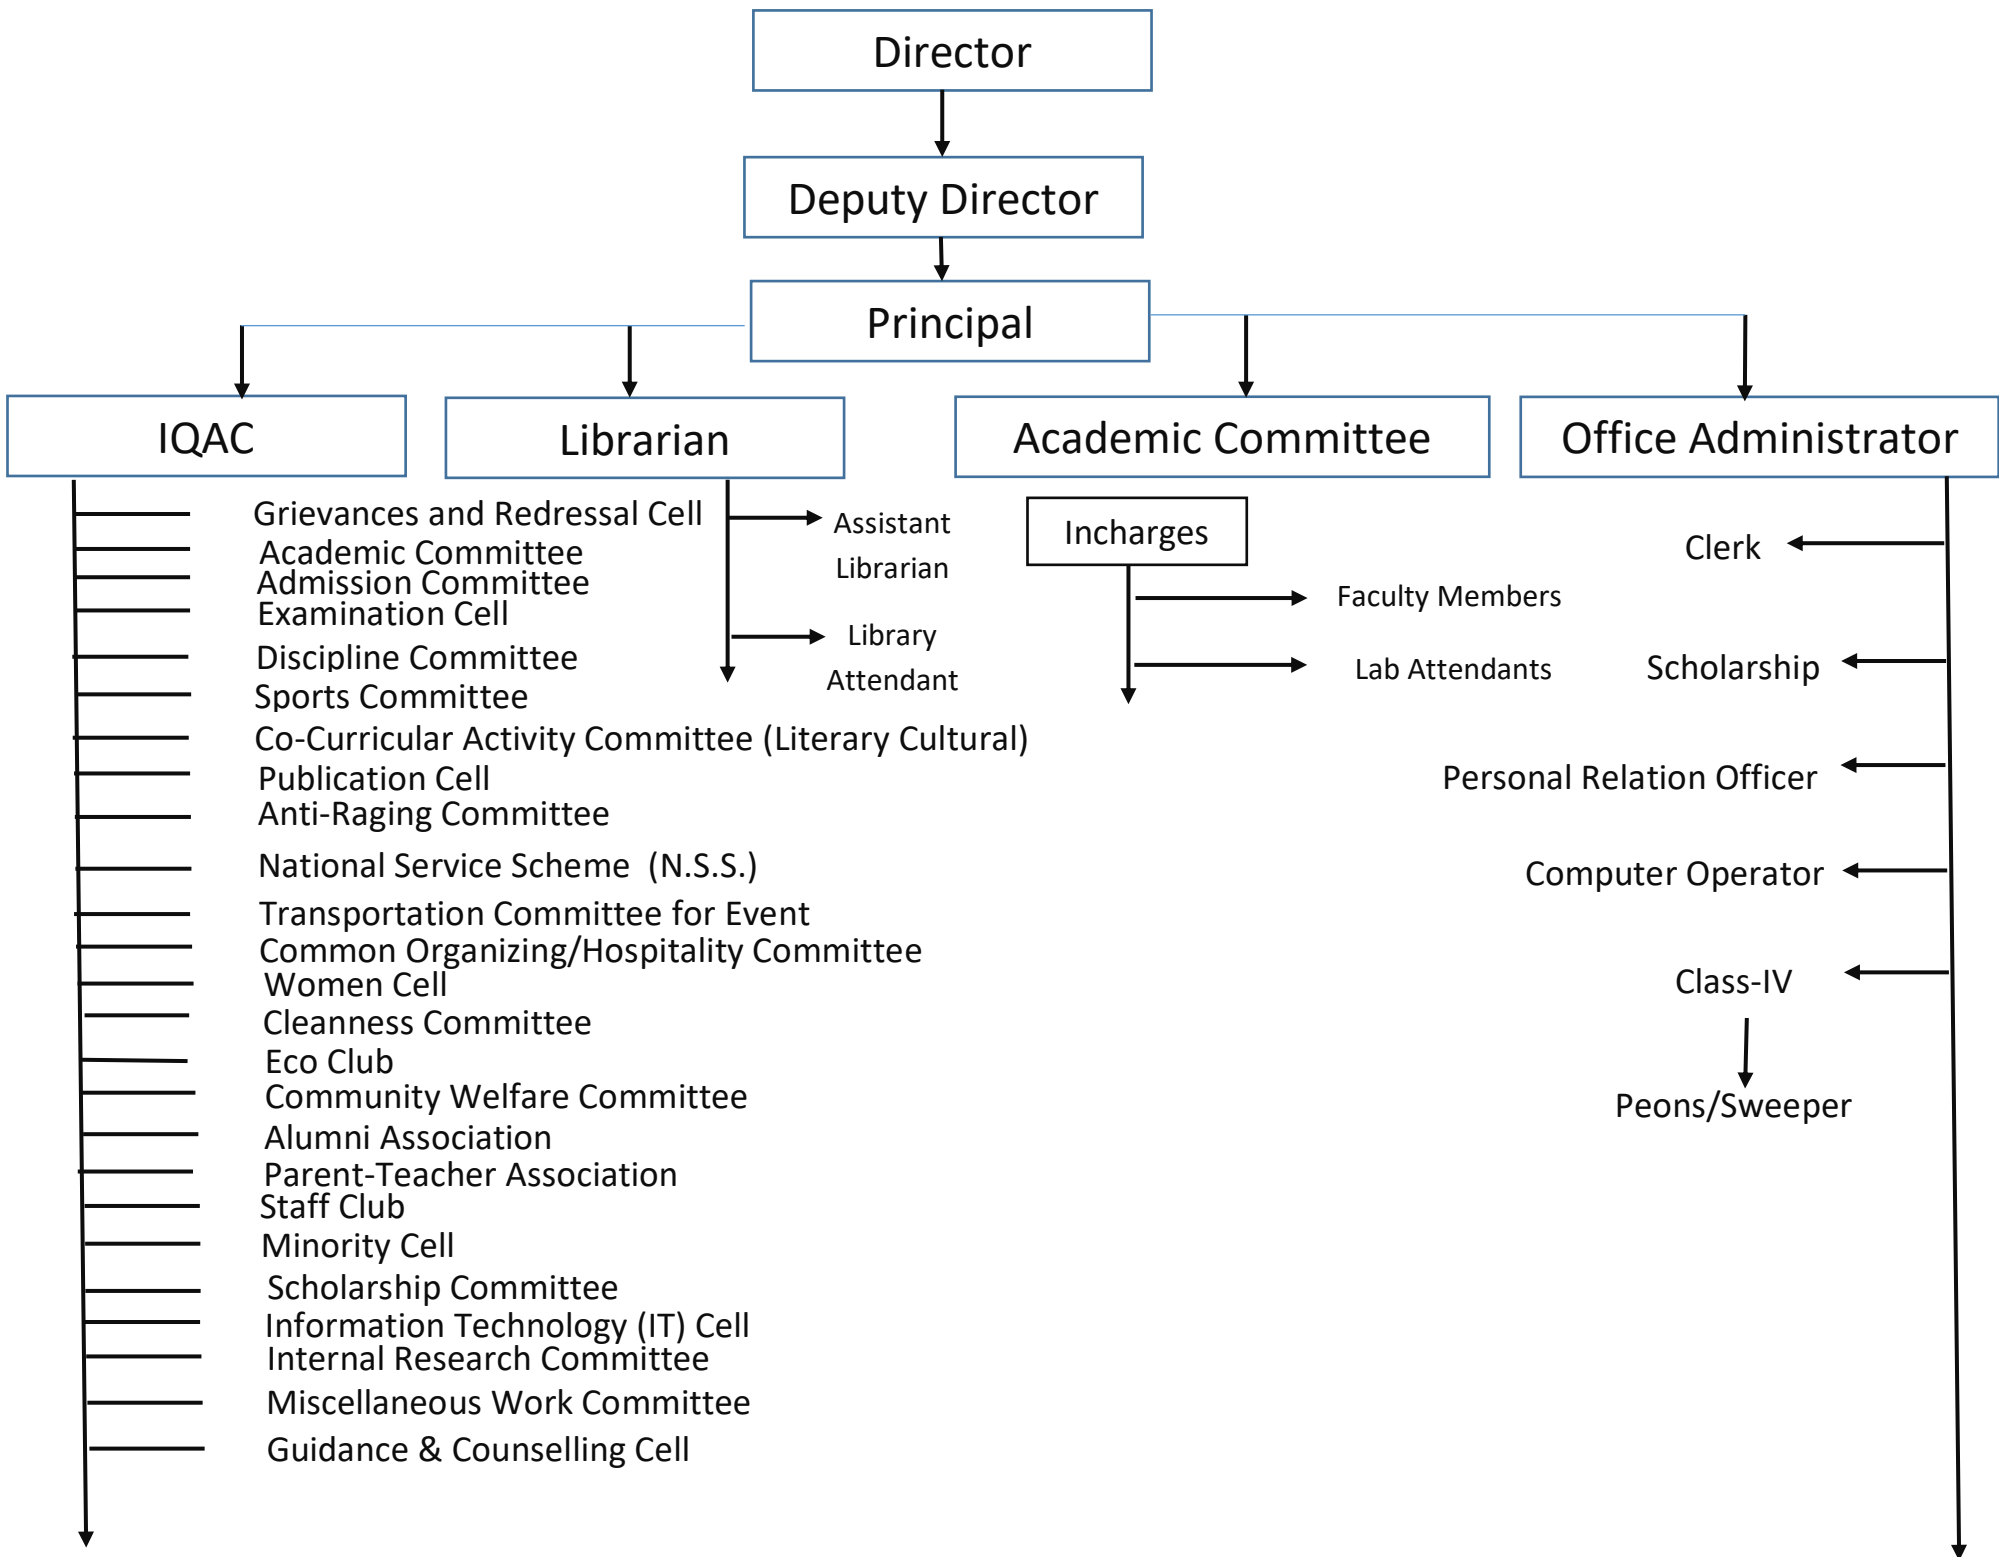 Director
Deputy Director
Principal
IQAC
Librarian
Academic Committee
Office Administrator
Grievances and Redressal Cell
Academic Committee
Admission Committee
Examination Cell
Discipline Committee
Sports Committee
Co-Curricular Activity Committee (Literary Cultural)
Publication Cell
Anti-Raging Committee
National Service Scheme (N.S.S.)
Transportation Committee for Event
Common Organizing/Hospitality Committee
Women Cell
Cleanness Committee
Eco Club
Community Welfare Committee
Alumni Association
Parent-Teacher Association
Staff Club
Minority Cell
Scholarship Committee
Information Technology (IT) Cell
Internal Research Committee
Miscellaneous Work Committee
Guidance & Counselling Cell
Assistant
Librarian
Library
Attendant
Incharges
Faculty Members
Lab Attendants
Clerk
Scholarship
Personal Relation Officer
Computer Operator
Class-IV
Peons/Sweeper